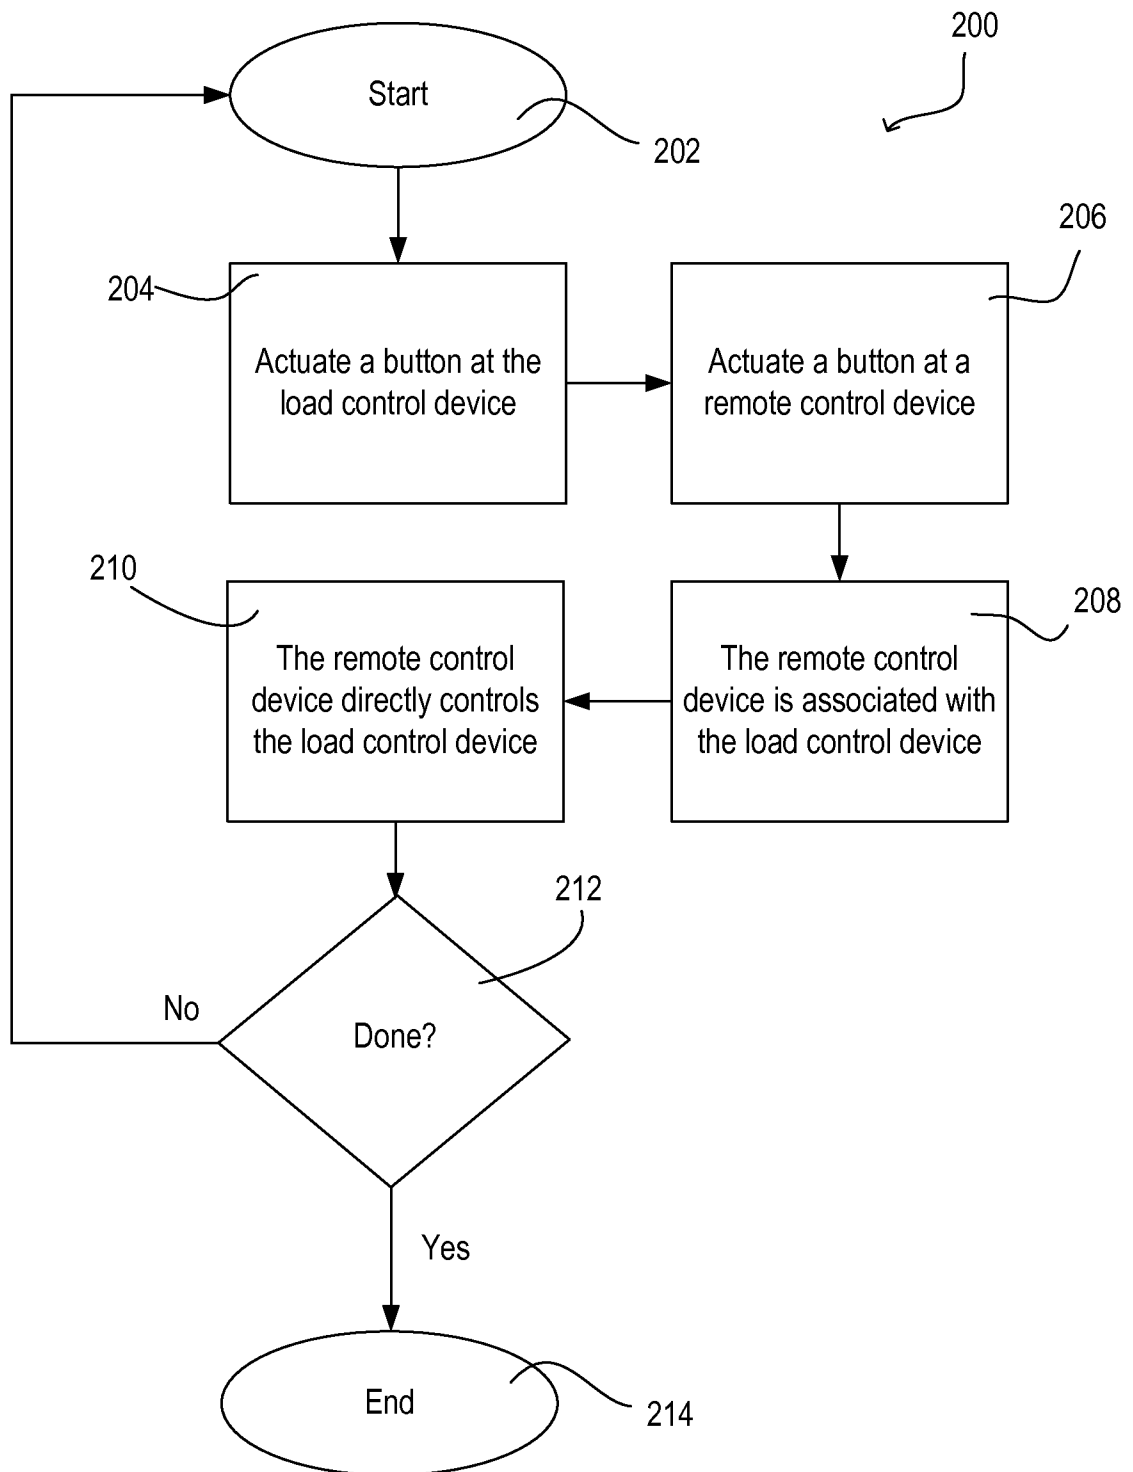 200
Start
202
206
204
Actuate a button at the
load control device
Actuate a button at a
remote control device
210
208
The remote control
device directly controls
the load control device
The remote control
device is associated with
the load control device
212
No
Done?
Yes
End
214